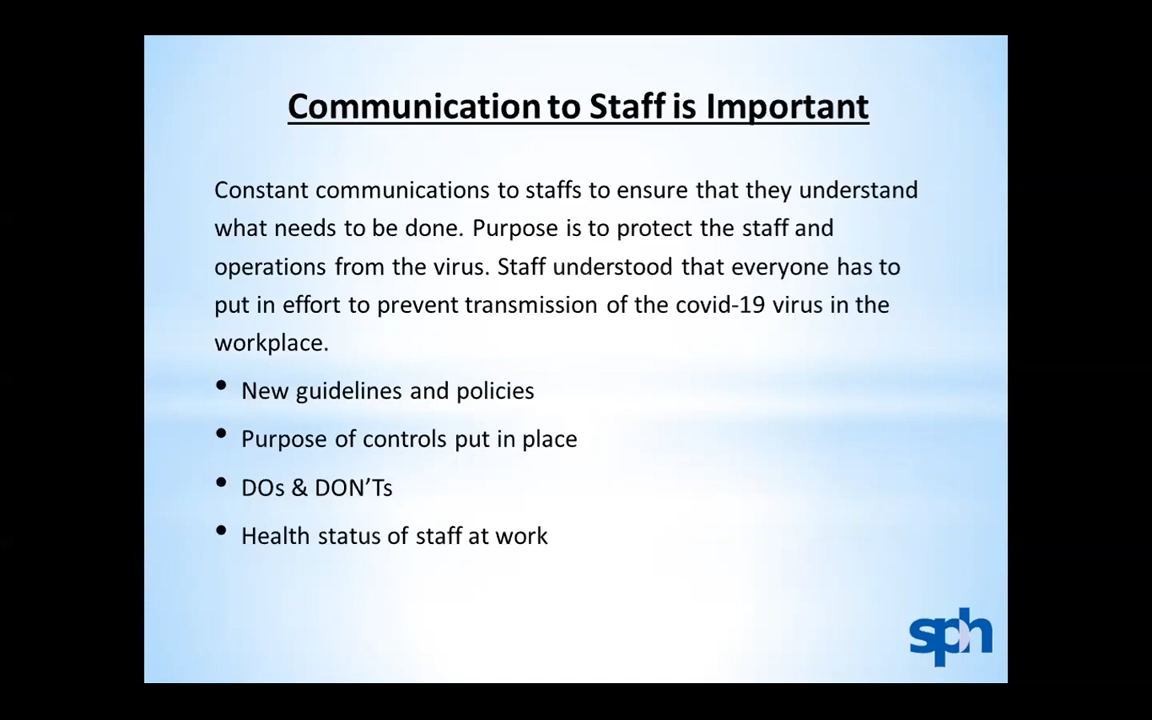 Communication to Staff is Important
Constant communications to staffs to ensure that they understand
what needs to be done. Purpose is to protect the staff and
operations from the virus. Staff understood that everyone has to
put in effort to prevent transmission of the covid-19 virus in the
workplace.
• New guidelines and policies
• Purpose of controls put in place
• DOs & DON’Ts
• Health status of staff at work
sph